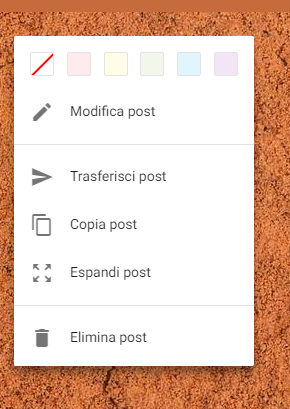 Modifica post
Trasferisci post
Copia post
Espandi post
Elimina post